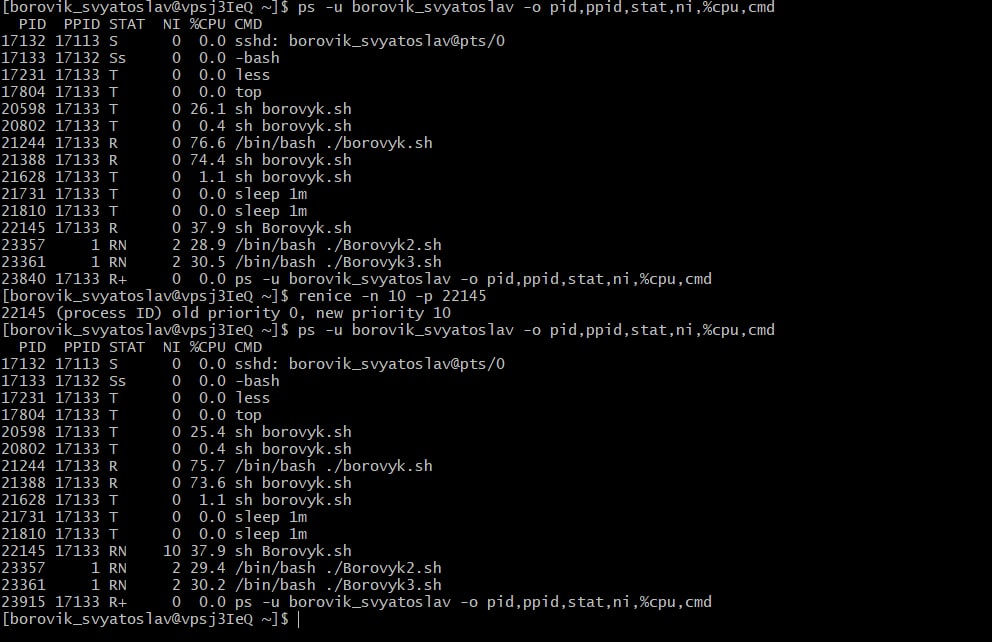 [borovik_svyatoslav@vpsj3IeQ ~]$ ps -u borovik_svyatoslav -o pid,ppid,stat,ni,%cpu,cmd
  PID  PPID STAT  NI %CPU CMD
17132 17113 S      0  0.0 sshd: borovik_svyatoslav@pts/0
17133 17132 Ss     0  0.0 -bash
17231 17133 T      0  0.0 less
17804 17133 T      0  0.0 top
20598 17133 T      0 26.1 sh borovyk.sh
20802 17133 T      0  0.4 sh borovyk.sh
21244 17133 R      0 76.6 /bin/bash ./borovyk.sh
21388 17133 R      0 74.4 sh borovyk.sh
21628 17133 T      0  1.1 sh borovyk.sh
21731 17133 T      0  0.0 sleep 1m
21810 17133 T      0  0.0 sleep 1m
22145 17133 R      0 37.9 sh Borovyk.sh
23357     1 RN     2 28.9 /bin/bash ./Borovyk2.sh
23361     1 RN     2 30.5 /bin/bash ./Borovyk3.sh
23840 17133 R+     0  0.0 ps -u borovik_svyatoslav -o pid,ppid,stat,ni,%cpu,cmd
[borovik_svyatoslav@vpsj3IeQ ~]$ renice -n 10 -p 22145
22145 (process ID) old priority 0, new priority 10
[borovik_svyatoslav@vpsj3IeQ ~]$ ps -u borovik_svyatoslav -o pid,ppid,stat,ni,%cpu,cmd
  PID  PPID STAT  NI %CPU CMD
17132 17113 S      0  0.0 sshd: borovik_svyatoslav@pts/0
17133 17132 Ss     0  0.0 -bash
17231 17133 T      0  0.0 less
17804 17133 T      0  0.0 top
20598 17133 T      0 25.4 sh borovyk.sh
20802 17133 T      0  0.4 sh borovyk.sh
21244 17133 R      0 75.7 /bin/bash ./borovyk.sh
21388 17133 R      0 73.6 sh borovyk.sh
21628 17133 T      0  1.1 sh borovyk.sh
21731 17133 T      0  0.0 sleep 1m
21810 17133 T      0  0.0 sleep 1m
22145 17133 RN    10 37.9 sh Borovyk.sh
23357     1 RN     2 29.4 /bin/bash ./Borovyk2.sh
23361     1 RN     2 30.2 /bin/bash ./Borovyk3.sh
23915 17133 R+     0  0.0 ps -u borovik_svyatoslav -o pid,ppid,stat,ni,%cpu,cmd
[borovik_svyatoslav@vpsj3IeQ ~]$